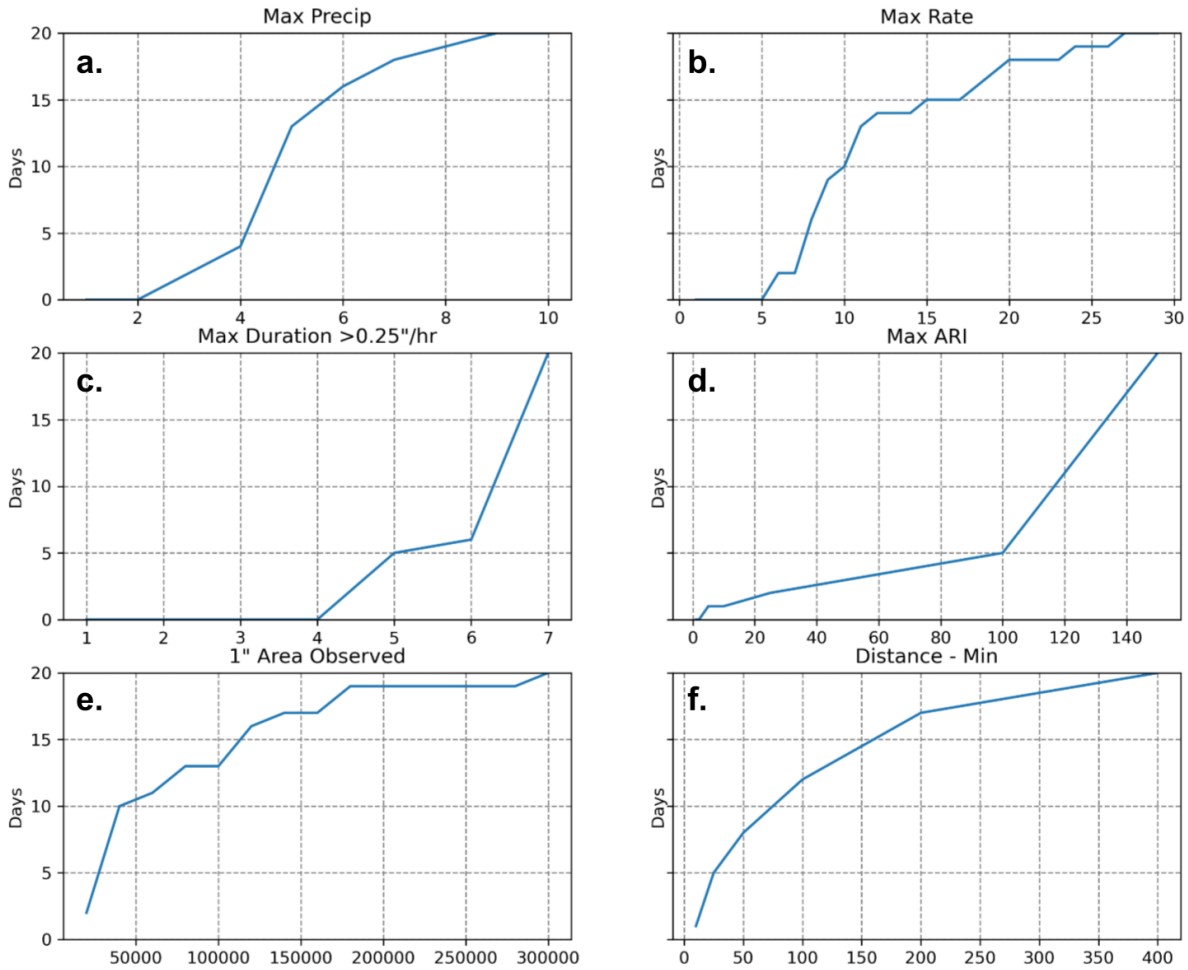 Max Precip
a.
Days
20
15
10
5
0
2 4 6 8 10
Max Rate
b.
Days
0 5 10 15 20 25 30
Max Duration >0.25"/hr
c.
Days
20
15
10
5
0
1 2 3 4 5 6 7
Max ARI
d.
Days
0 20 40 60 80 100 120 140
1" Area Observed
e.
Days
20
15
10
5
0
50000 100000 150000 200000 250000 300000
Distance - Min
f.
Days
0 50 100 150 200 250 300 350 400